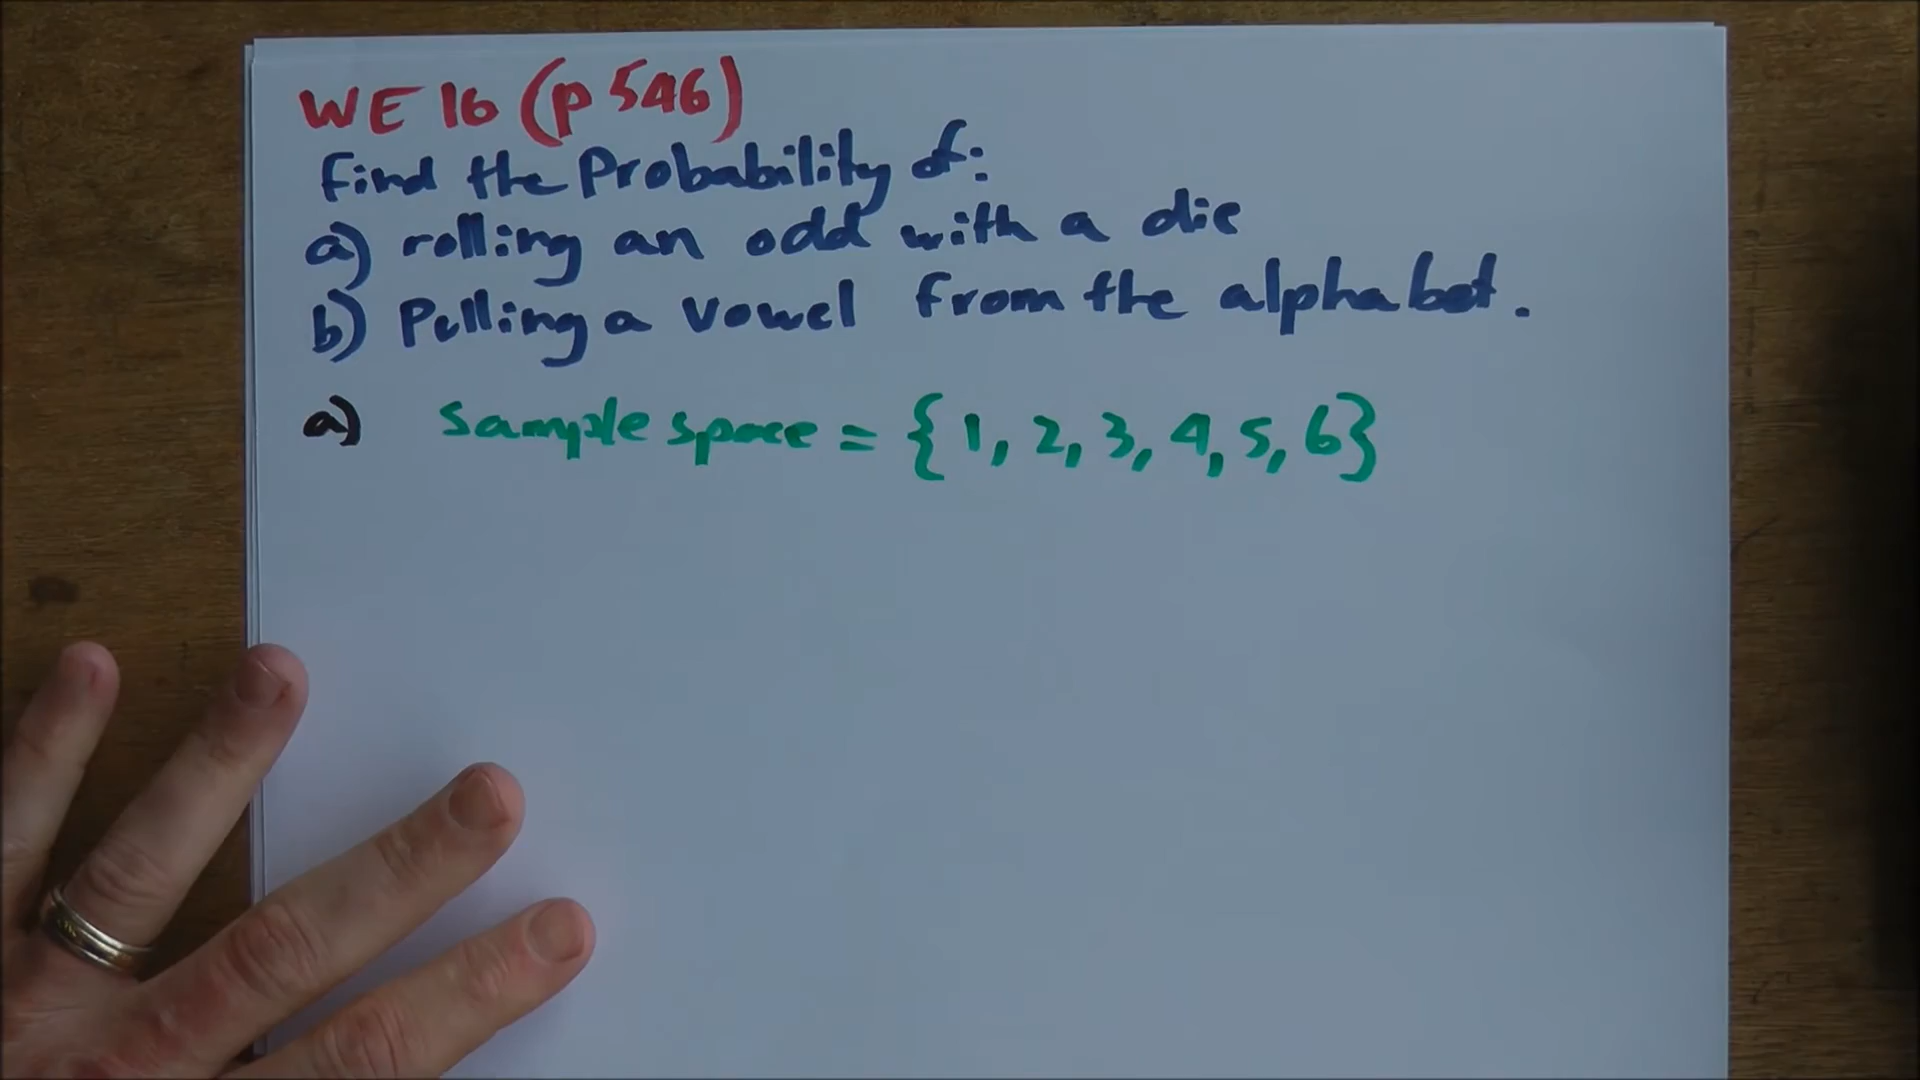 WE 16 (p 546)
Find the Probability of:
a) rolling an odd with a die
b) Pulling a vowel from the alphabet.
a) Sample space = {1, 2, 3, 4, 5, 6}